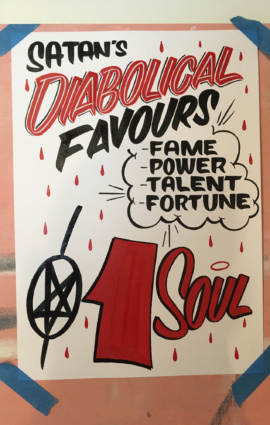 SATAN'S
DIABOLICAL
FAVOURS
-FAME
-POWER
-TALENT
-FORTUNE
1 SOUL